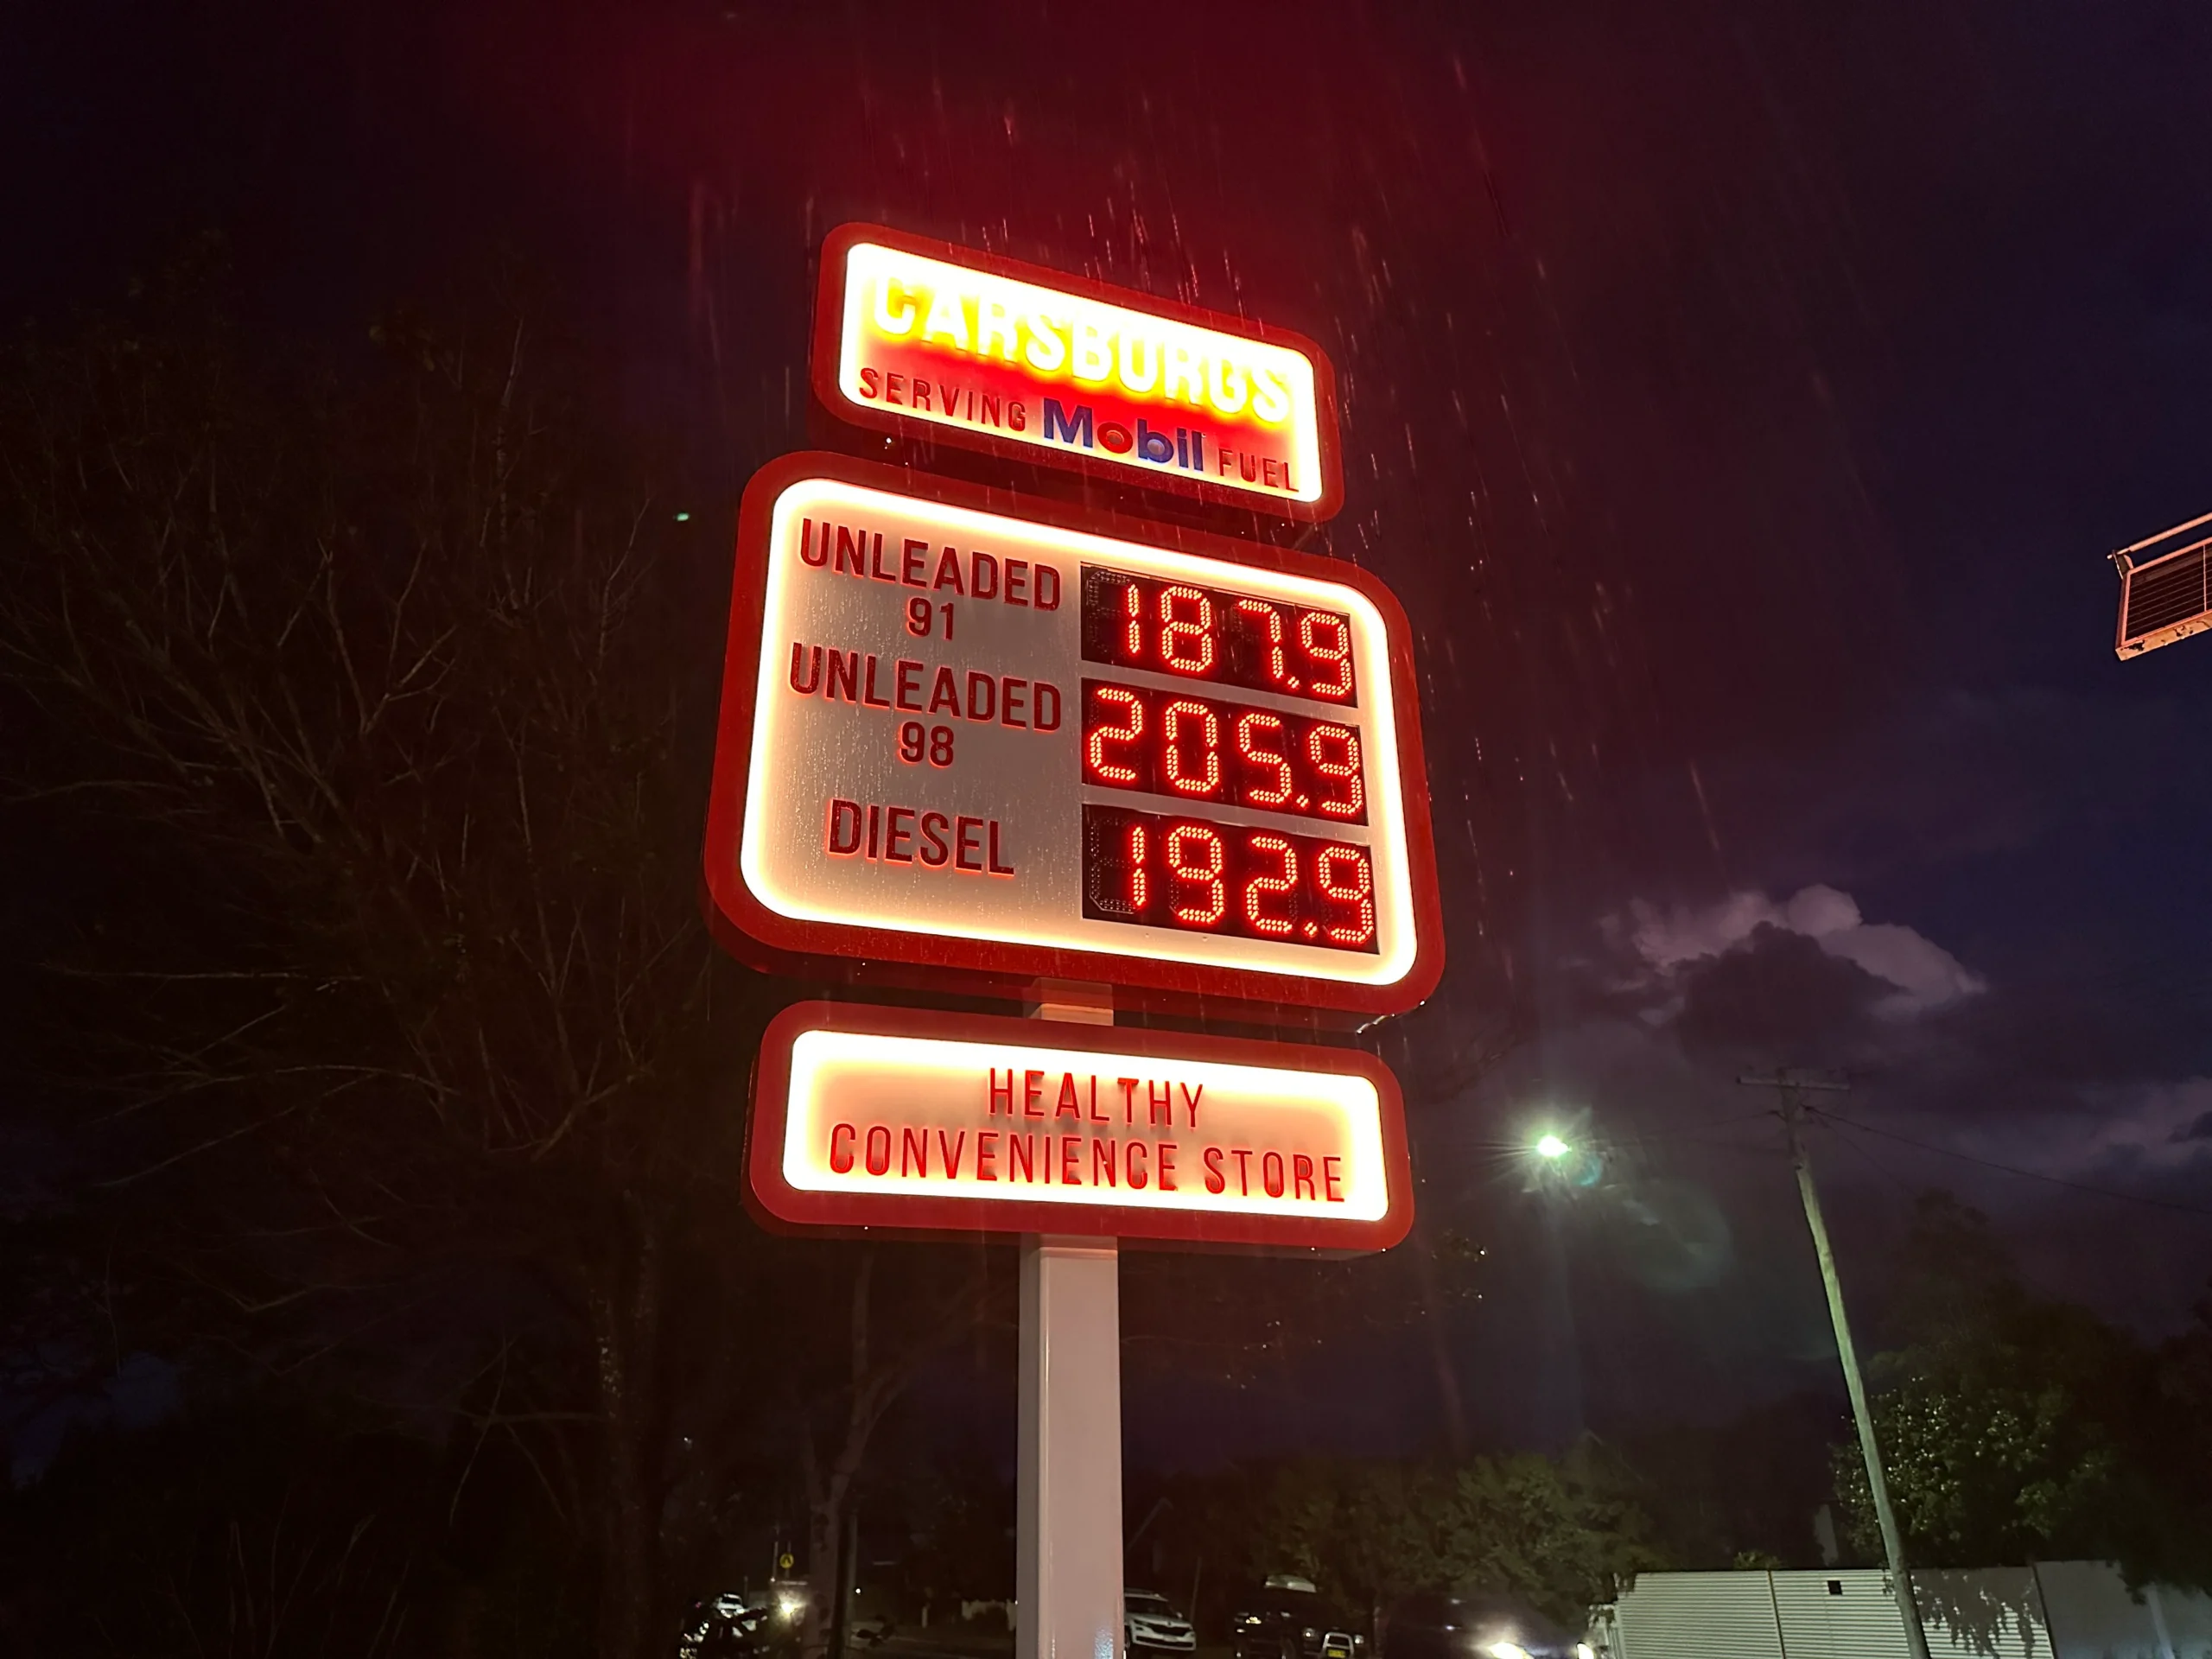 CARSBURGS
SERVING Mobil FUEL
UNLEADED 187.9
91
UNLEADED 205.9
98
DIESEL 192.9
HEALTHY
CONVENIENCE STORE